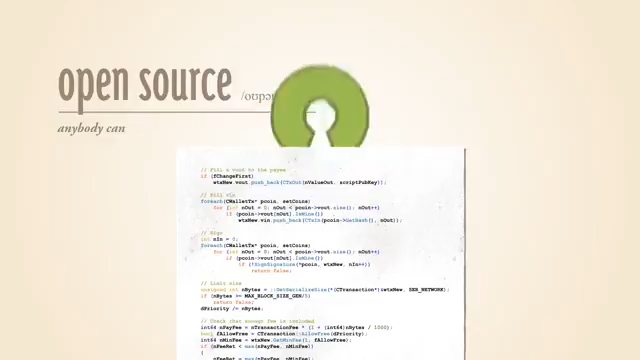 open source
anybody can
// Fill a vout to the payee
if (fChangeFirst)
wtxNew.vout.push_back(CTxOut(nValueOut, scriptPubKey));
// Fill vin
foreach(CWalletTx* pcoin, setCoins)
for (int nOut = 0; nOut < pcoin->vout.size(); nOut++)
if (pcoin->vout[nOut].IsMine())
wtxNew.vin.push_back(CTxIn(pcoin->GetHash(), nOut));
// Sign
int nIn = 0;
foreach(CWalletTx* pcoin, setCoins)
for (int nOut = 0; nOut < pcoin->vout.size(); nOut++)
if (pcoin->vout[nOut].IsMine())
if (!SignSignature(*pcoin, wtxNew, nIn++))
return false;
// Limit size
unsigned int nBytes = ::GetSerializeSize(*(CTransaction*)&wtxNew, SER_NETWORK);
if (nBytes >= MAX_BLOCK_SIZE_GEN/5)
return false;
dPriority /= nBytes;
// Check that enough fee is included
int64 nPayFee = nTransactionFee * (1 + (int64)nBytes / 1000);
bool fAllowFree = CTransaction::AllowFree(dPriority);
int64 nMinFee = wtxNew.GetMinFee(1, fAllowFree);
if (nFeeRet < max(nPayFee, nMinFee))
{